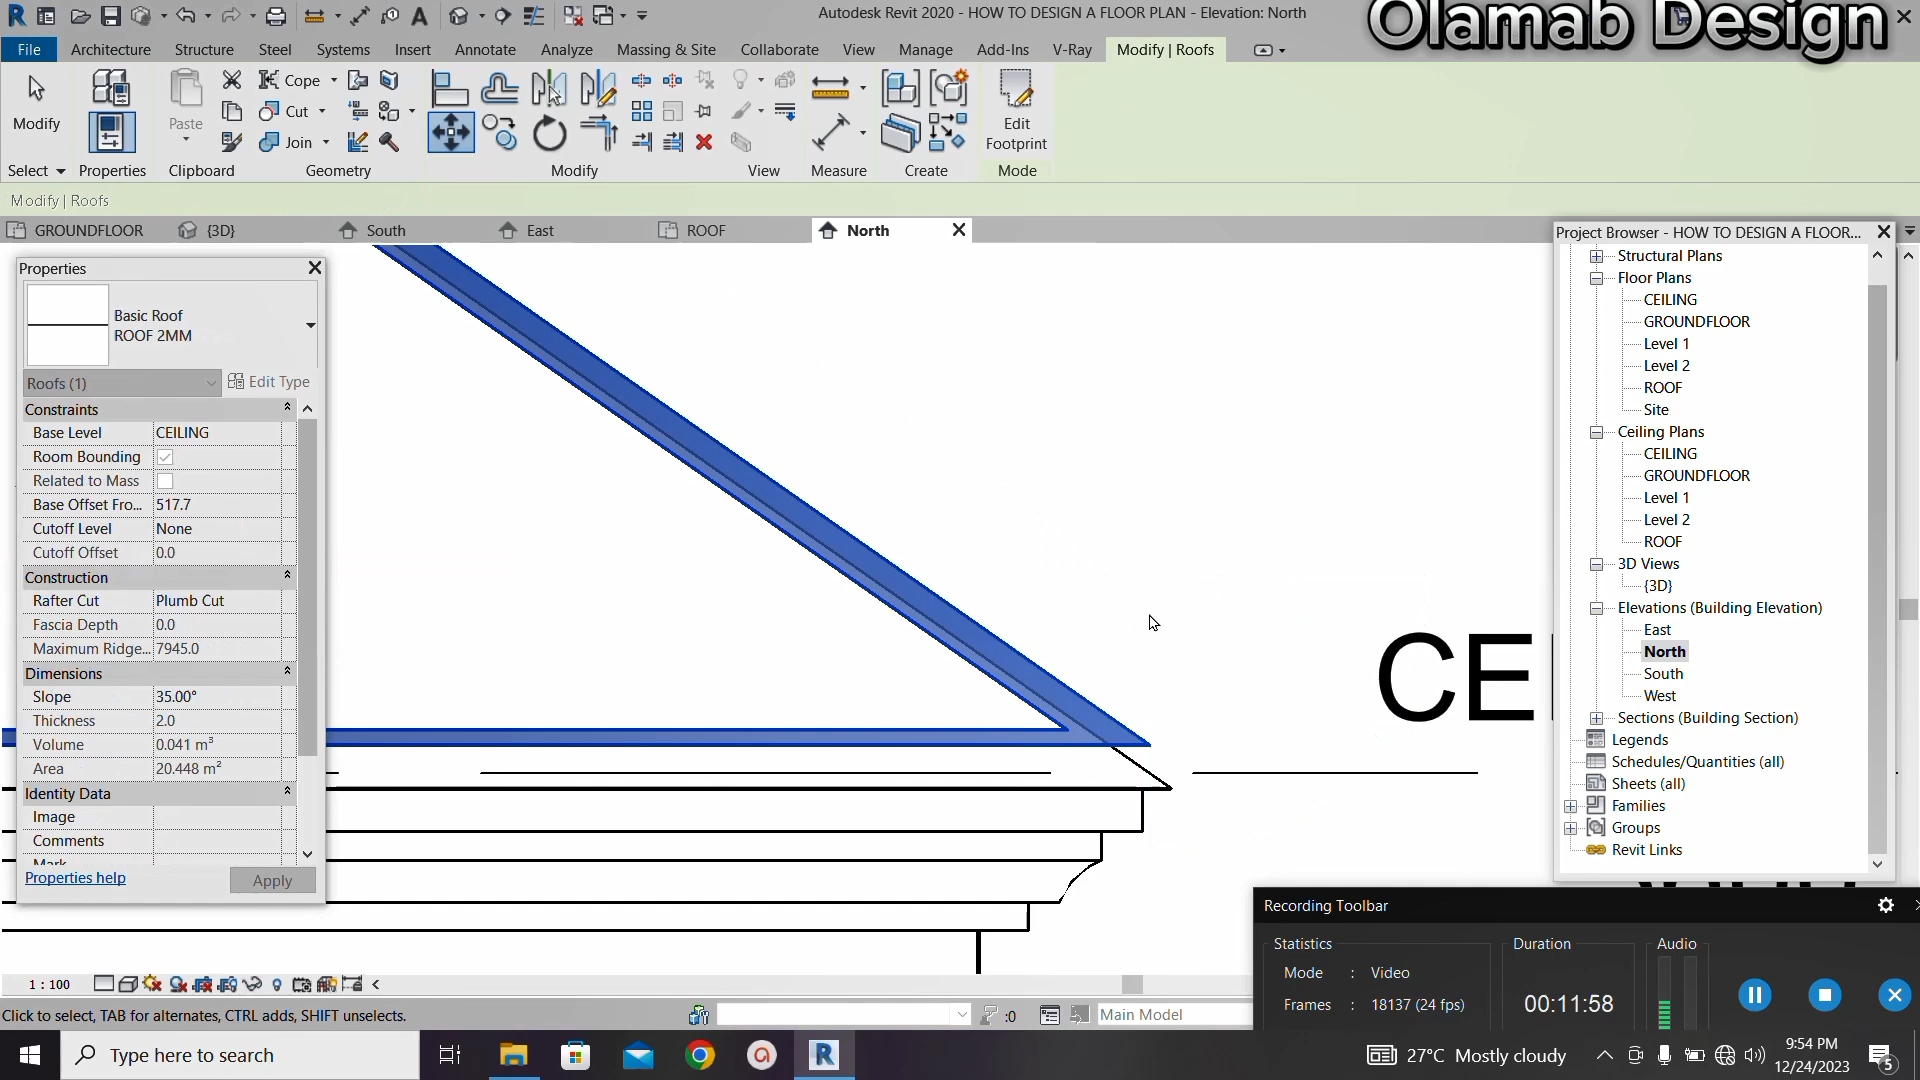 Autodesk Revit 2020 - HOW TO DESIGN A FLOOR PLAN - Elevation: North
Olamab Design
File Architecture Structure Steel Systems Insert Annotate Analyze Massing & Site Collaborate View Manage Add-Ins V-Ray Modify | Roofs
Modify Paste Cope Cut Join Edit Footprint
Select Properties Clipboard Geometry Modify View Measure Create Mode
Modify | Roofs
GROUNDFLOOR {3D} South East ROOF North
Properties
Basic Roof
ROOF 2MM
Roofs (1) Edit Type
Constraints
Base Level CEILING
Room Bounding
Related to Mass
Base Offset Fro... 517.7
Cutoff Level None
Cutoff Offset 0.0
Construction
Rafter Cut Plumb Cut
Fascia Depth 0.0
Maximum Ridge... 7945.0
Dimensions
Slope 35.00°
Thickness 2.0
Volume 0.041 m³
Area 20.448 m²
Identity Data
Image
Comments
Mark
Properties help Apply
CEI
Project Browser - HOW TO DESIGN A FLOOR...
Structural Plans
Floor Plans
CEILING
GROUNDFLOOR
Level 1
Level 2
ROOF
Site
Ceiling Plans
CEILING
GROUNDFLOOR
Level 1
Level 2
ROOF
3D Views
{3D}
Elevations (Building Elevation)
East
North
South
West
Sections (Building Section)
Legends
Schedules/Quantities (all)
Sheets (all)
Families
Groups
Revit Links
Recording Toolbar
Statistics Duration Audio
Mode : Video
Frames : 18137 (24 fps)
00:11:58
1 : 100
Click to select, TAB for alternates, CTRL adds, SHIFT unselects.
:0 Main Model
Type here to search
27°C Mostly cloudy
9:54 PM
12/24/2023
5